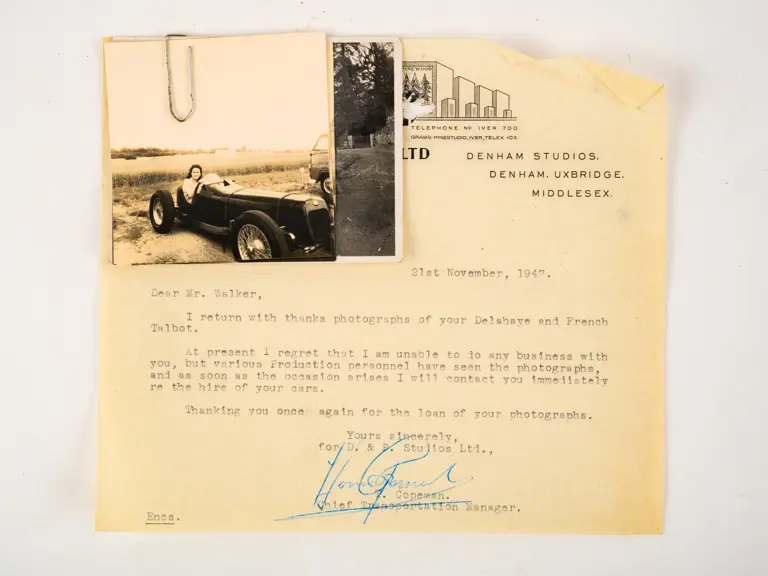 PINEWOOD
TELEPHONE Nº IVER 700.
GRAMS: PINESTUDIO, IVER, TELEX 103.
LTD
DENHAM STUDIOS.
DENHAM, UXBRIDGE.
MIDDLESEX.
21st November, 1947.
Dear Mr. Walker,
I return with thanks photographs of your Delahaye and French
Talbot.
At present I regret that I am unable to do any business with
you, but various Production personnel have seen the photographs,
and as soon as the occasion arises I will contact you immediately
re the hire of your cars.
Thanking you once again for the loan of your photographs.
Yours sincerely,
for D. & P. Studios Ltd.,
Copeman.
Chief Transportation Manager.
Encs.